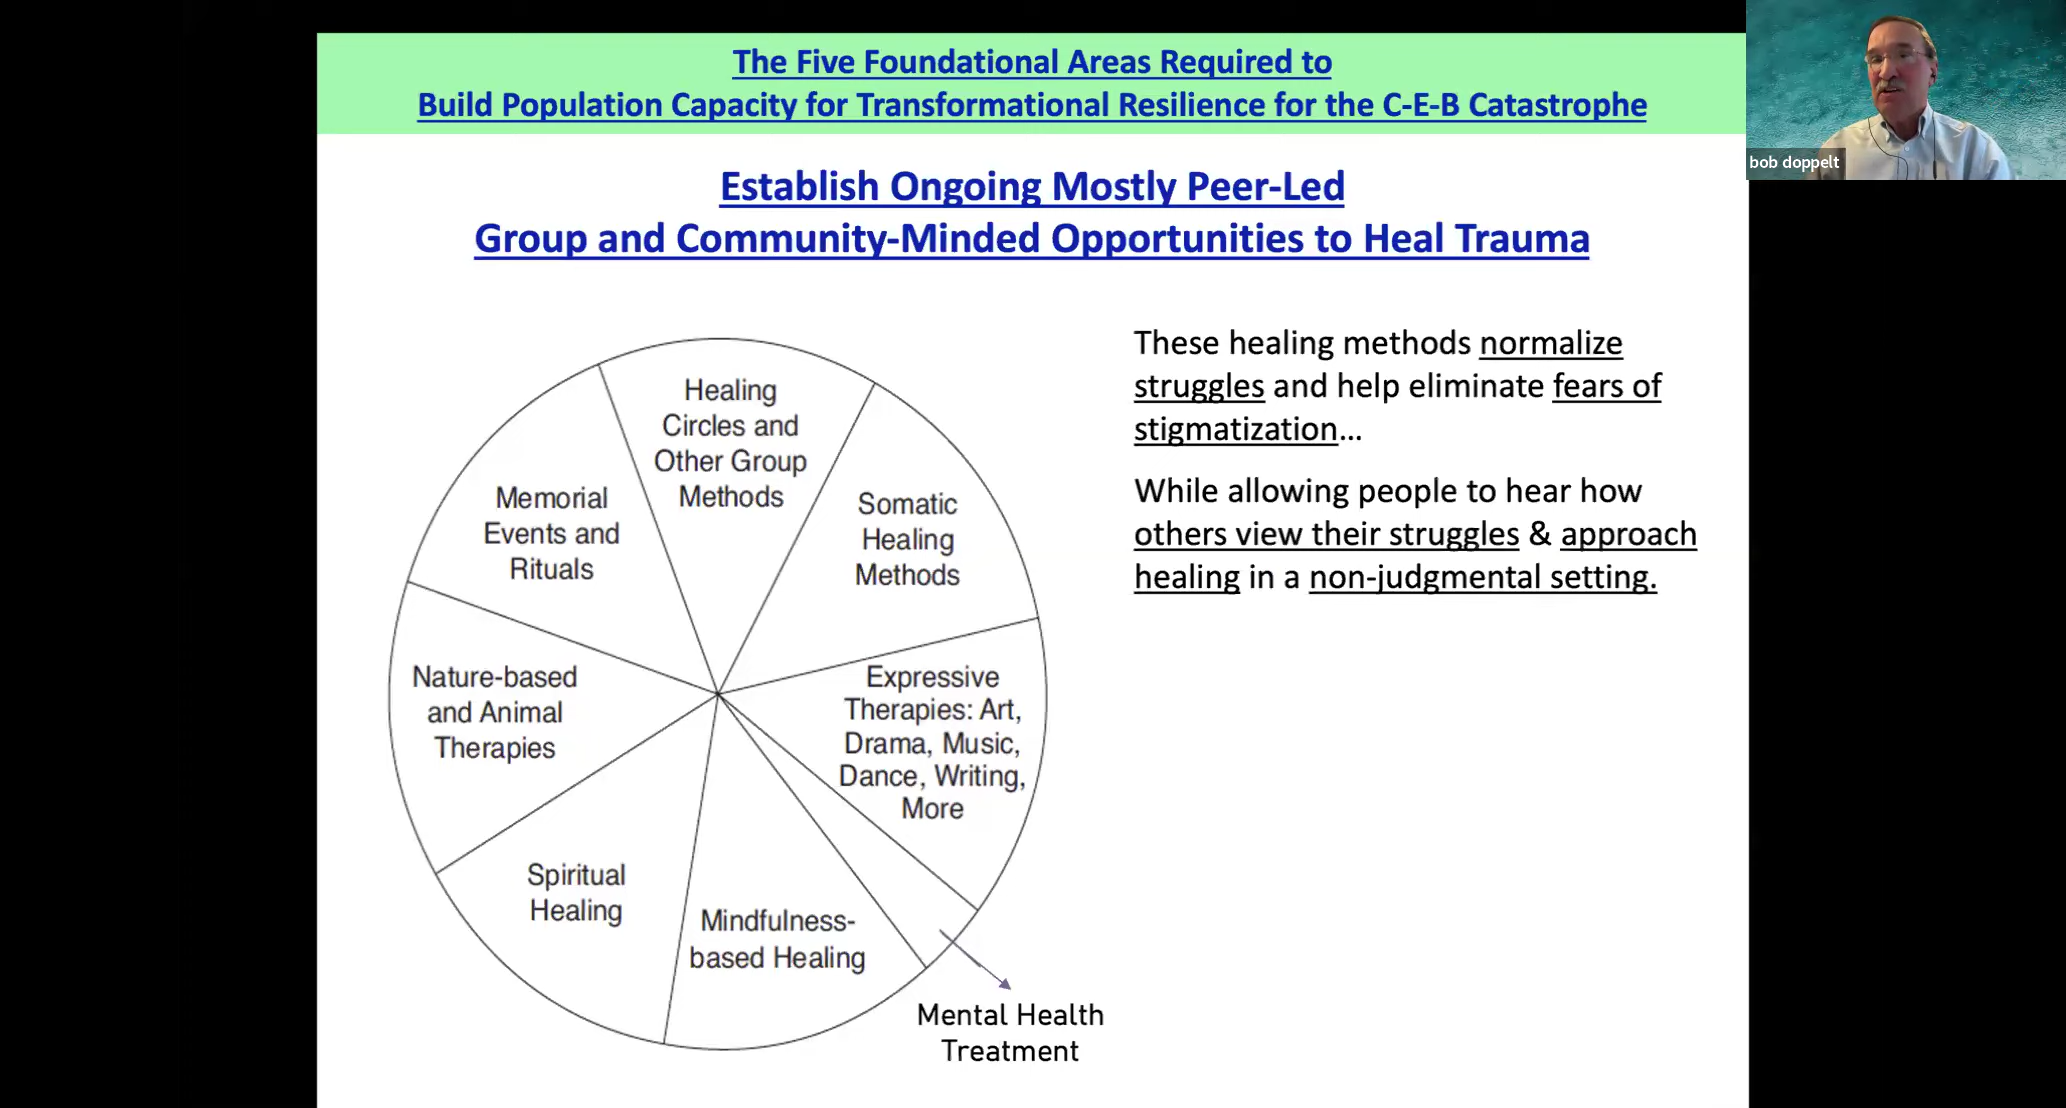 The Five Foundational Areas Required to
Build Population Capacity for Transformational Resilience for the C-E-B Catastrophe
bob doppelt
Establish Ongoing Mostly Peer-Led
Group and Community-Minded Opportunities to Heal Trauma
Healing
Circles and
Other Group
Methods
Somatic
Healing
Methods
Expressive
Therapies: Art,
Drama, Music,
Dance, Writing,
More
Mental Health
Treatment
Mindfulness-
based Healing
Spiritual
Healing
Nature-based
and Animal
Therapies
Memorial
Events and
Rituals
These healing methods normalize
struggles and help eliminate fears of
stigmatization...
While allowing people to hear how
others view their struggles & approach
healing in a non-judgmental setting.